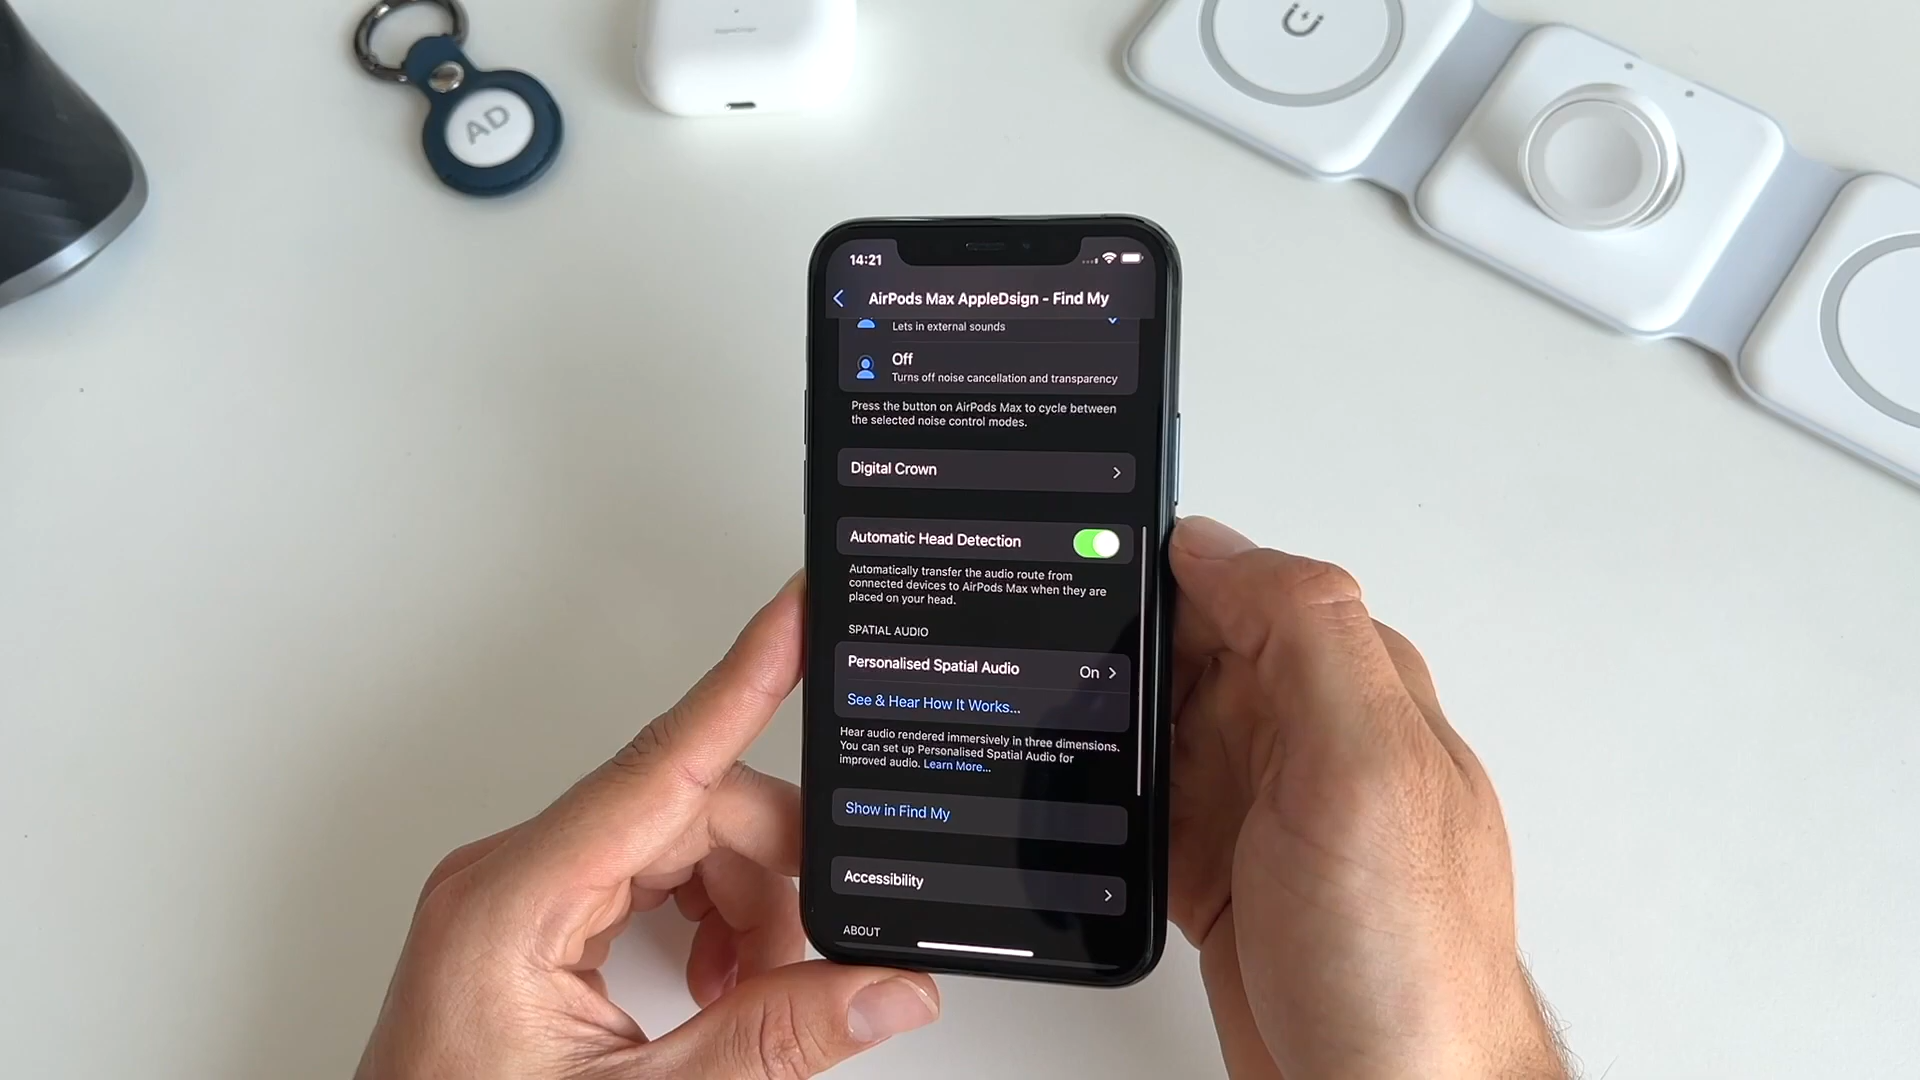 AD
AppleDsign
14:21
AirPods Max AppleDsign - Find My
Lets in external sounds
Off
Turns off noise cancellation and transparency
Press the button on AirPods Max to cycle between
the selected noise control modes.
Digital Crown
Automatic Head Detection
Automatically transfer the audio route from
connected devices to AirPods Max when they are
placed on your head.
SPATIAL AUDIO
Personalised Spatial Audio On
See & Hear How It Works...
Hear audio rendered immersively in three dimensions.
You can set up Personalised Spatial Audio for
improved audio. Learn More...
Show in Find My
Accessibility
ABOUT